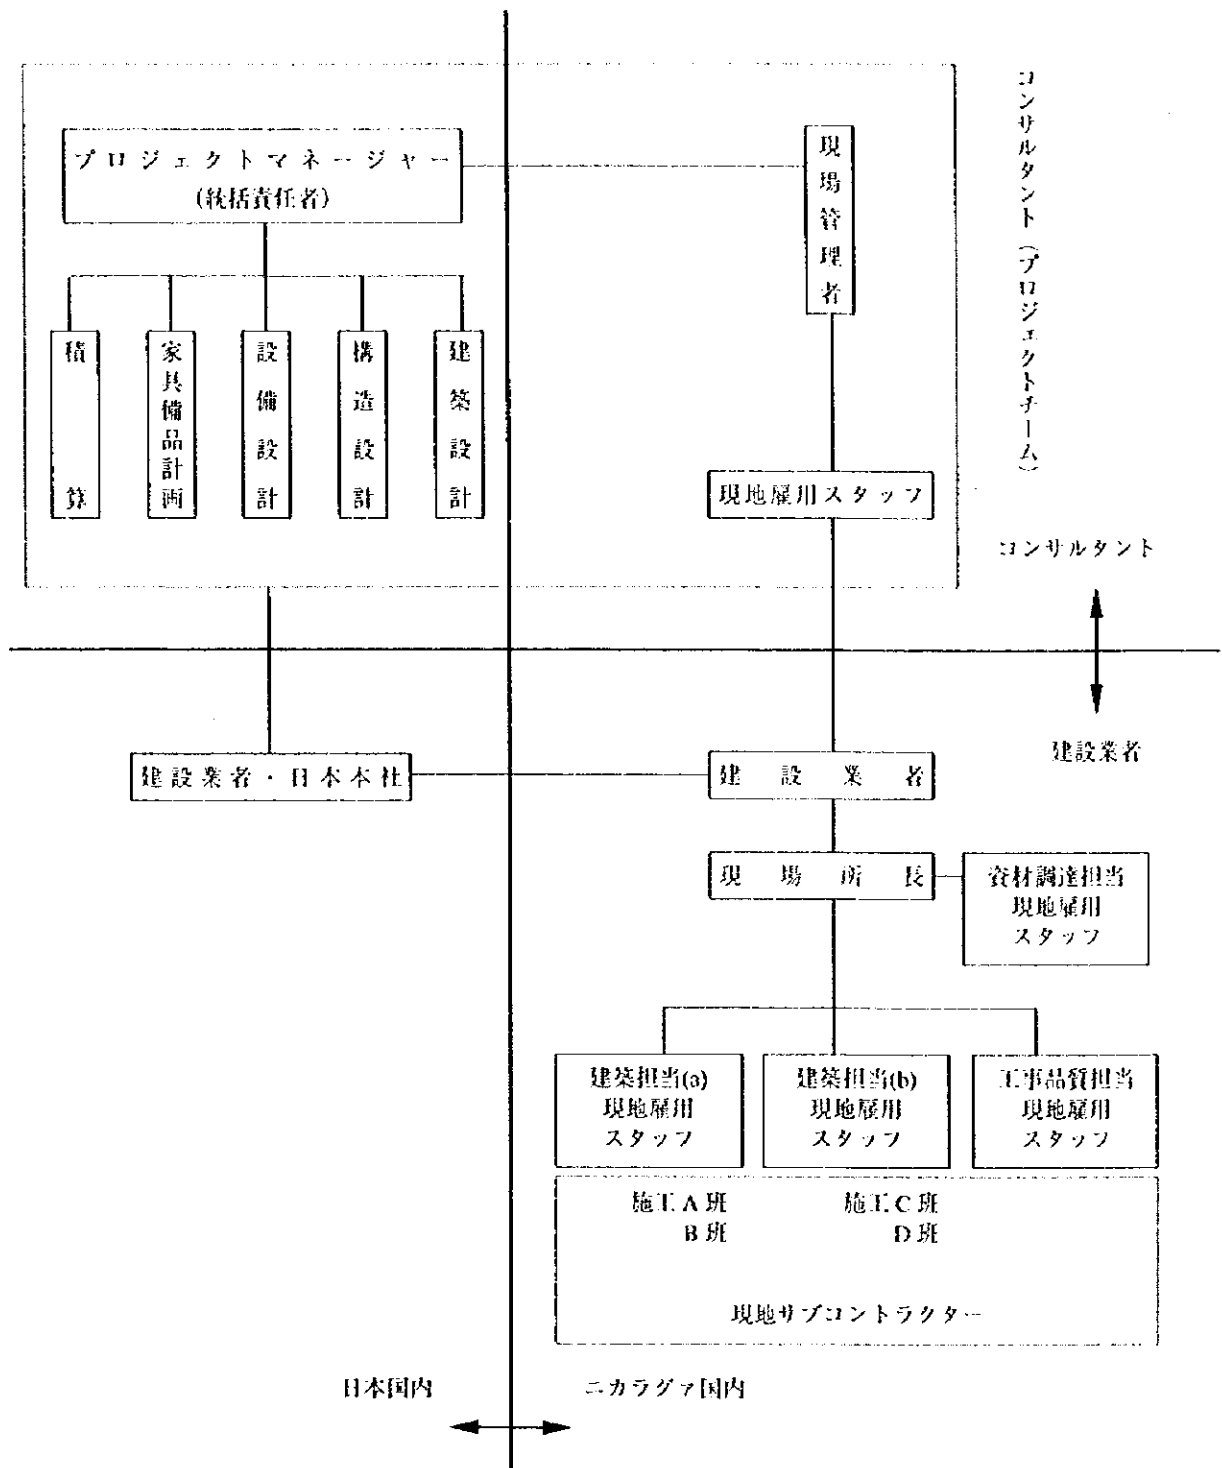 コンサルタント（プロジェクトチーム）
プロジェクトマネージャー
(統括責任者)
現場管理者
積算
家具備品計画
設備設計
構造設計
建築設計
現地雇用スタッフ
コンサルタント
建設業者
建設業者・日本本社
建設業者
現場所長
資材調達担当
現地雇用
スタッフ
建築担当(a)
現地雇用
スタッフ
建築担当(b)
現地雇用
スタッフ
工事品質担当
現地雇用
スタッフ
施工A班
B班
施工C班
D班
現地サブコントラクター
日本国内
ニカラグァ国内